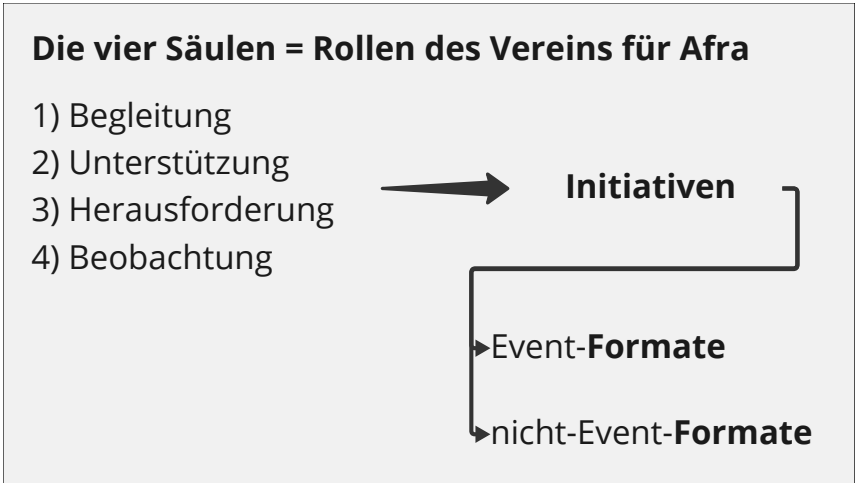 Die vier Säulen = Rollen des Vereins für Afra
1) Begleitung
2) Unterstützung
3) Herausforderung
4) Beobachtung
Initiativen
Event-Formate
nicht-Event-Formate